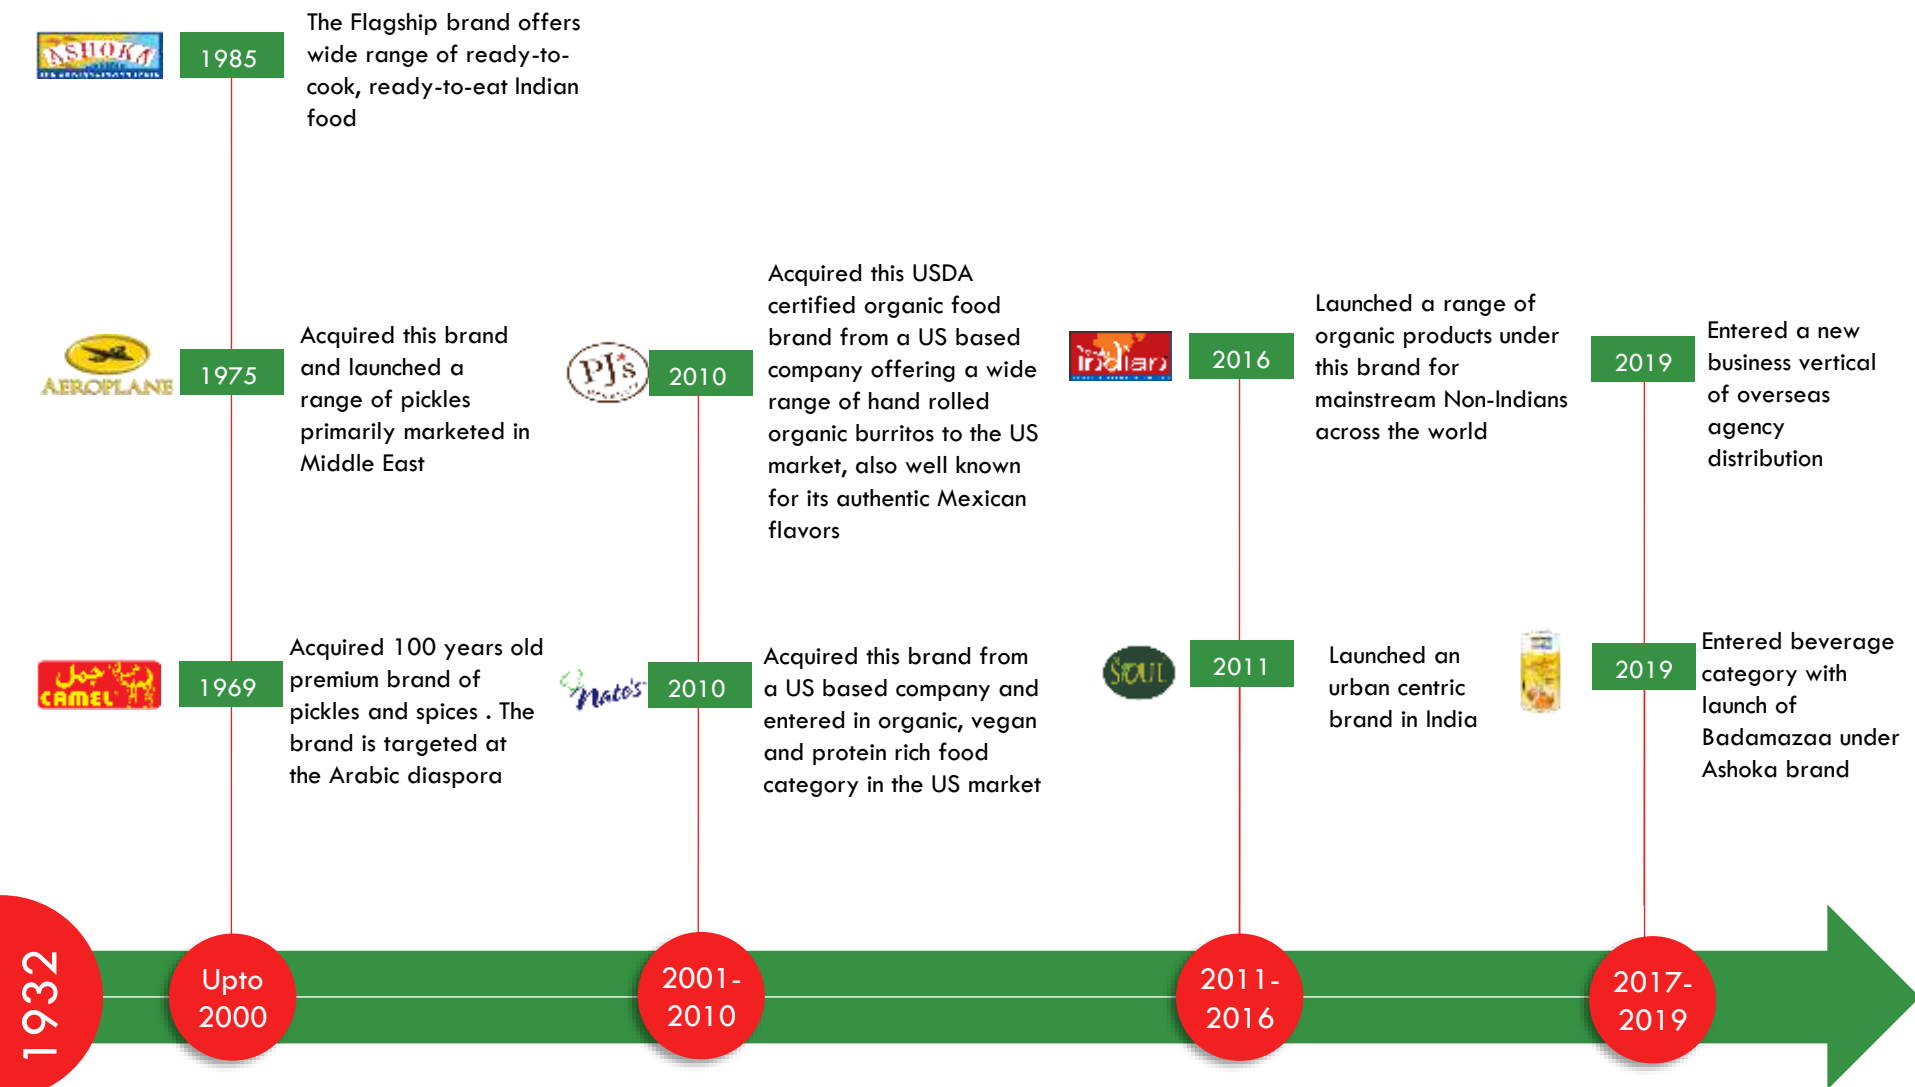 ASHOKA
1985
The Flagship brand offers
wide range of ready-to-
cook, ready-to-eat Indian
food
AEROPLANE
1975
Acquired this brand
and launched a
range of pickles
primarily marketed in
Middle East
PJ's
2010
Acquired this USDA
certified organic food
brand from a US based
company offering a wide
range of hand rolled
organic burritos to the US
market, also well known
for its authentic Mexican
flavors
indian
2016
Launched a range of
organic products under
this brand for
mainstream Non-Indians
across the world
2019
Entered a new
business vertical
of overseas
agency
distribution
جمل
CAMEL
1969
Acquired 100 years old
premium brand of
pickles and spices . The
brand is targeted at
the Arabic diaspora
Nate's
2010
Acquired this brand from
a US based company and
entered in organic, vegan
and protein rich food
category in the US market
2011
Launched an
urban centric
brand in India
2019
Entered beverage
category with
launch of
Badamazaa under
Ashoka brand
1932
Upto
2000
2001-
2010
2011-
2016
2017-
2019